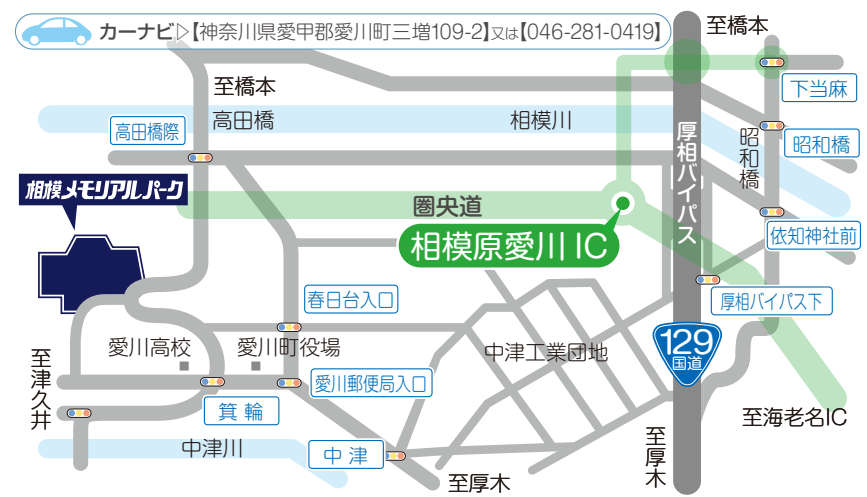 カーナビ▷【神奈川県愛甲郡愛川町三増109-2】又は【046-281-0419】
至橋本
至橋本
下当麻
高田橋際
高田橋
相模川
厚相バイパス
昭和橋
昭和橋
相模メモリアルパーク
圏央道
相模原愛川IC
依知神社前
春日台入口
厚相バイパス下
愛川高校
愛川町役場
中津工業団地
129
国道
至津久井
愛川郵便局入口
箕輪
至海老名IC
中津川
中津
至厚木
至厚木